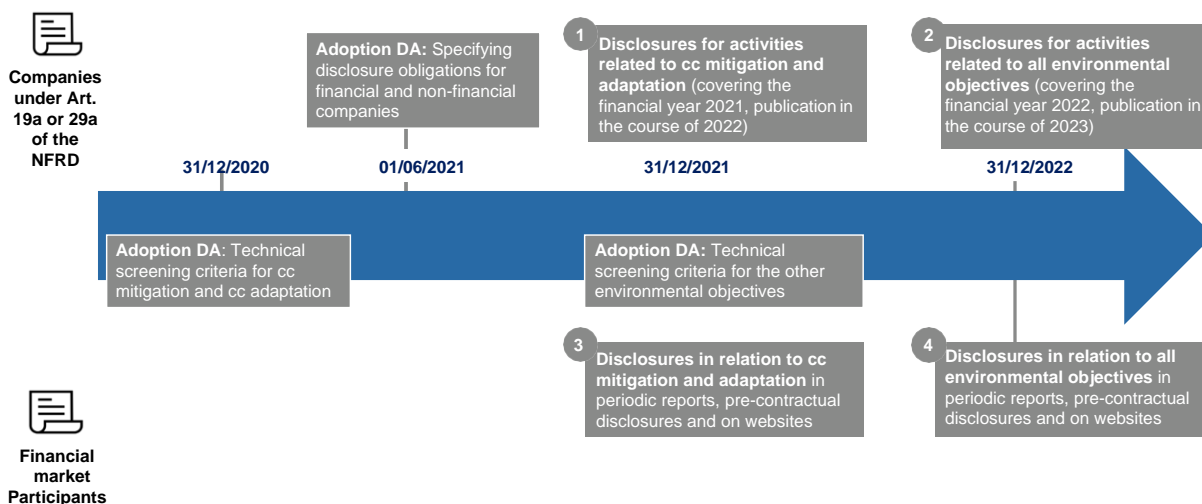 Companies
under Art.
19a or 29a
of the
NFRD
Adoption DA: Specifying
disclosure obligations for
financial and non-financial
companies
1
Disclosures for activities
related to cc mitigation and
adaptation (covering the
financial year 2021, publication in
the course of 2022)
2
Disclosures for activities
related to all environmental
objectives (covering the
financial year 2022, publication in
the course of 2023)
31/12/2020
01/06/2021
31/12/2021
31/12/2022
Adoption DA: Technical
screening criteria for cc
mitigation and cc adaptation
Adoption DA: Technical
screening criteria for the other
environmental objectives
3
Disclosures in relation to cc
mitigation and adaptation in
periodic reports, pre-contractual
disclosures and on websites
4
Disclosures in relation to all
environmental objectives in
periodic reports, pre-contractual
disclosures and on websites
Financial
market
Participants